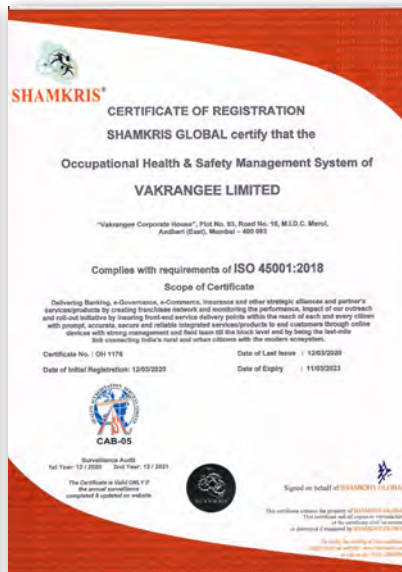 SHAMKRIS®
CERTIFICATE OF REGISTRATION
SHAMKRIS GLOBAL certify that the
Occupational Health & Safety Management System of
VAKRANGEE LIMITED
"Vakrangee Corporate House", Plot No. 93, Road No. 16, M.I.D.C. Marol,
Andheri (East), Mumbai – 400 093
Complies with requirements of ISO 45001:2018
Scope of Certificate
Delivering Banking, e-Governance, e-Commerce, Insurance and other strategic alliances and partner's
services/products by creating franchisee network and monitoring the performance, Impact of our outreach
and roll-out initiative by insuring front-end service delivery points within the reach of each and every citizen
with prompt, accurate, secure and reliable integrated services/products to end customers through online
devices with strong management and field team till the block level and by being the last-mile
link connecting India's rural and urban citizens with the modern ecosystem.
Certificate No. : OH 1176
Date of Last Issue : 12/03/2020
Date of Initial Registration: 12/03/2020
Date of Expiry : 11/03/2023
CAB-05
Surveillance Audit
1st Year: 12 / 2020 2nd Year: 12 / 2021
The Certificate is Valid ONLY if
the annual surveillance
completed & updated on website
SHAMKRIS
Signed on behalf of SHAMKRIS GLOBAL
This certificate remains the property of SHAMKRIS GLOBAL